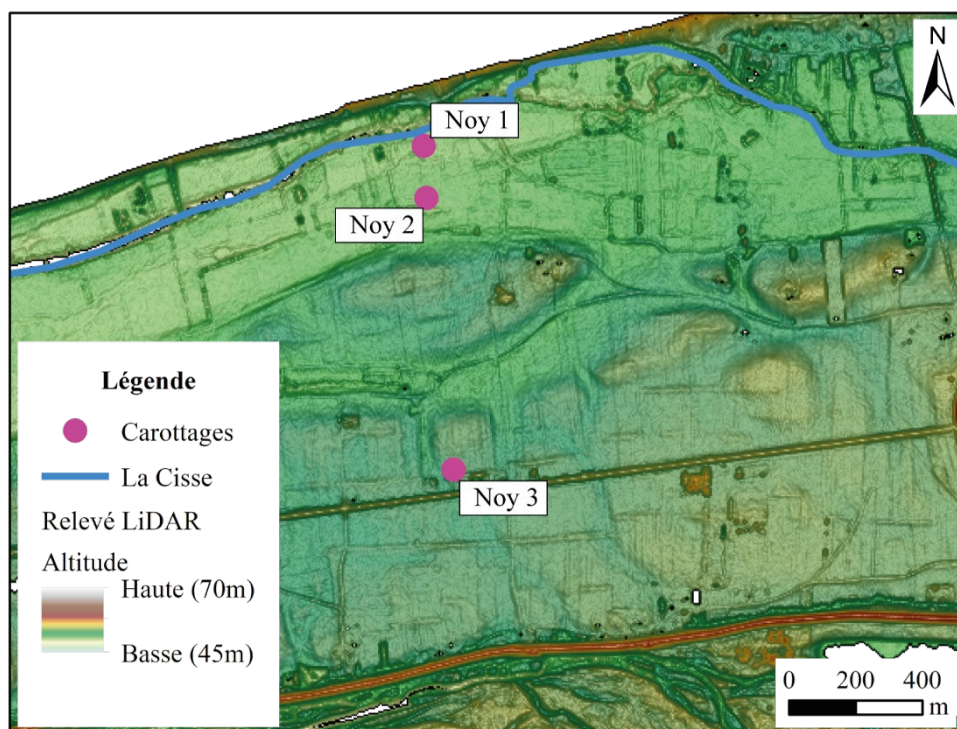 N
Noy 1
Noy 2
Noy 3
Légende
Carottages
La Cisse
Relevé LiDAR
Altitude
Haute (70m)
Basse (45m)
0 200 400
m